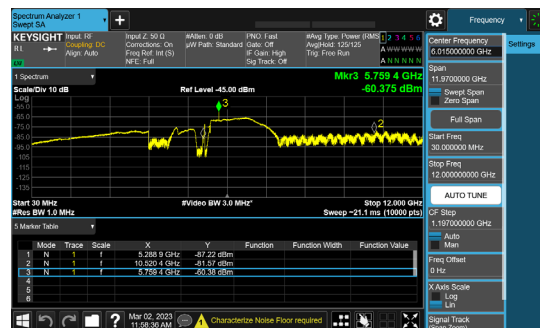 Spectrum Analyzer 1
Swept SA
Frequency
KEYSIGHT
Input: RF
Coupling: DC
Align: Auto
Input Z: 50 Ω
Corrections: On
Freq Ref: Int (S)
NFE: Full
#Atten: 0 dB
µW Path: Standard
PNO: Fast
Gate: Off
IF Gain: High
Sig Track: Off
#Avg Type: Power (RMS
Avg|Hold: 125/125
Trig: Free Run
1 2 3 4 5 6
A W W W W W
A N N N N N
1 Spectrum
Scale/Div 10 dB
Log
Ref Level -45.00 dBm
Mkr3 5.759 4 GHz
-60.375 dBm
-55.0
-65.0
-75.0
-85.0
-95.0
-105
-115
-125
-135
3
2
Start 30 MHz
#Res BW 1.0 MHz
#Video BW 3.0 MHz*
Stop 12.000 GHz
Sweep ~21.1 ms (10000 pts)
5 Marker Table
Mode Trace Scale X Y Function Function Width Function Value
1 N 1 f 5.288 9 GHz -87.22 dBm
2 N 1 f 10.520 4 GHz -81.57 dBm
3 N 1 f 5.759 4 GHz -60.38 dBm
4
5
6
Mar 02, 2023
11:58:36 AM
Characterize Noise Floor required
Center Frequency
6.015000000 GHz
Settings
Span
11.9700000 GHz
Swept Span
Zero Span
Full Span
Start Freq
30.000000 MHz
Stop Freq
12.000000000 GHz
AUTO TUNE
CF Step
1.197000000 GHz
Auto
Man
Freq Offset
0 Hz
X Axis Scale
Log
Lin
Signal Track
(Span Zoom)